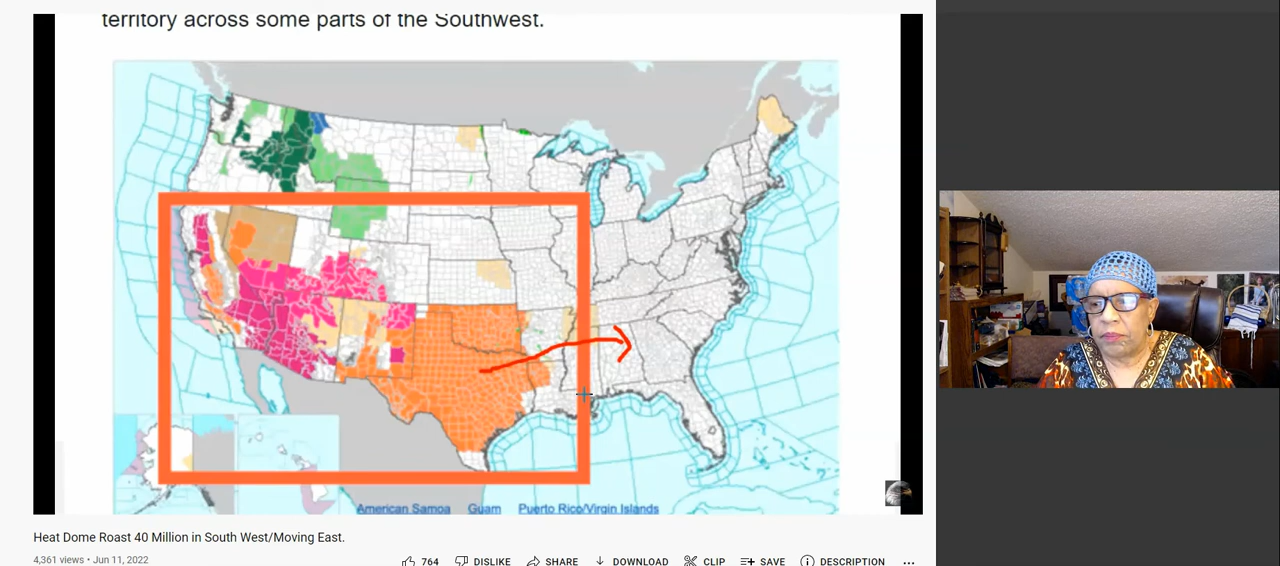 territory across some parts of the Southwest.
American Samoa Guam Puerto Rico/Virgin Islands
Heat Dome Roast 40 Million in South West/Moving East.
4,361 views • Jun 11, 2022
764 DISLIKE SHARE DOWNLOAD CLIP SAVE DESCRIPTION ...